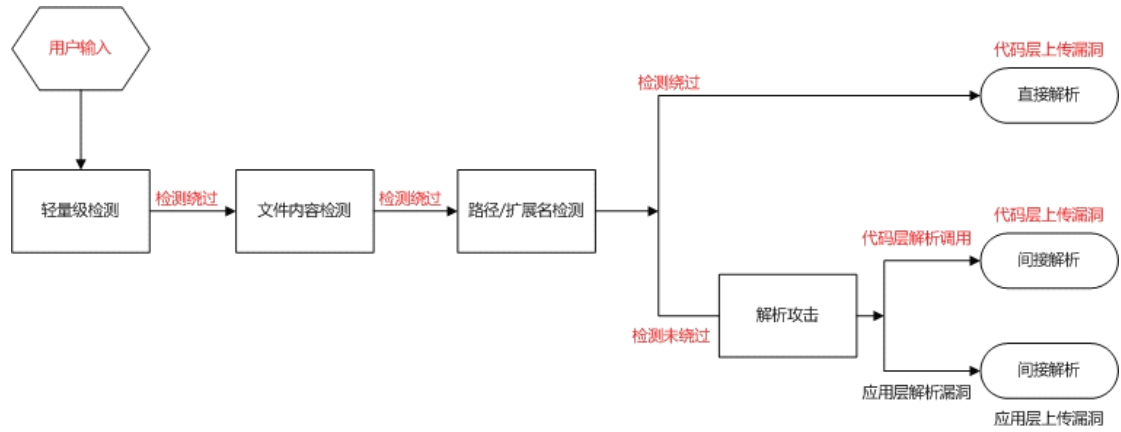 用户输入
轻量级检测
检测绕过
文件内容检测
检测绕过
路径/扩展名检测
检测绕过
代码层上传漏洞
直接解析
检测未绕过
解析攻击
代码层解析调用
代码层上传漏洞
间接解析
应用层解析漏洞
间接解析
应用层上传漏洞